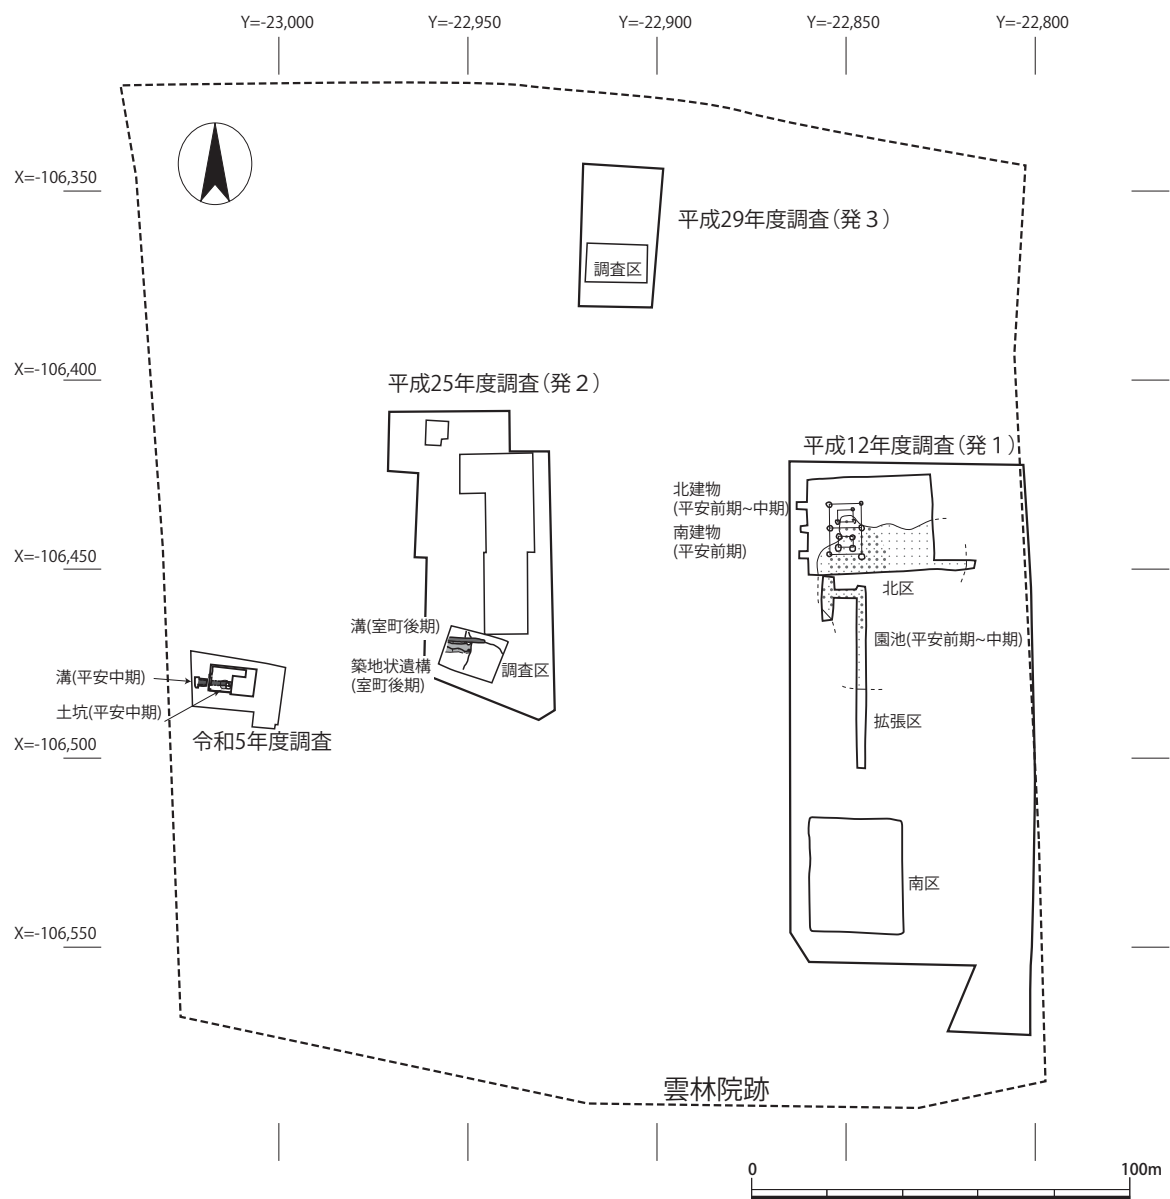 Y=-23,000
Y=-22,950
Y=-22,900
Y=-22,850
Y=-22,800
X=-106,350
平成29年度調査（発３）
調査区
X=-106,400
平成25年度調査（発２）
平成12年度調査（発１）
北建物
(平安前期~中期)
南建物
(平安前期)
X=-106,450
北区
溝(室町後期)
園池(平安前期~中期)
築地状遺構
(室町後期)
調査区
溝(平安中期)
土坑(平安中期)
拡張区
令和5年度調査
X=-106,500
南区
X=-106,550
雲林院跡
0
100m